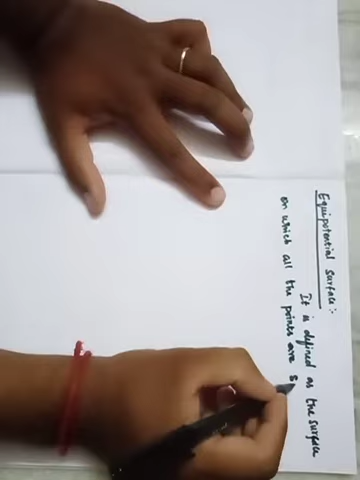 Equipotential Surface :-
It is defined as the surface
on which all the points are s